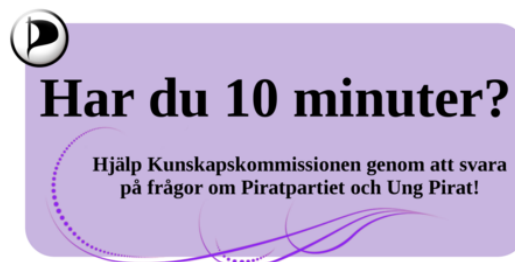 Har du 10 minuter?
Hjälp Kunskapskommissionen genom att svara
på frågor om Piratpartiet och Ung Pirat!